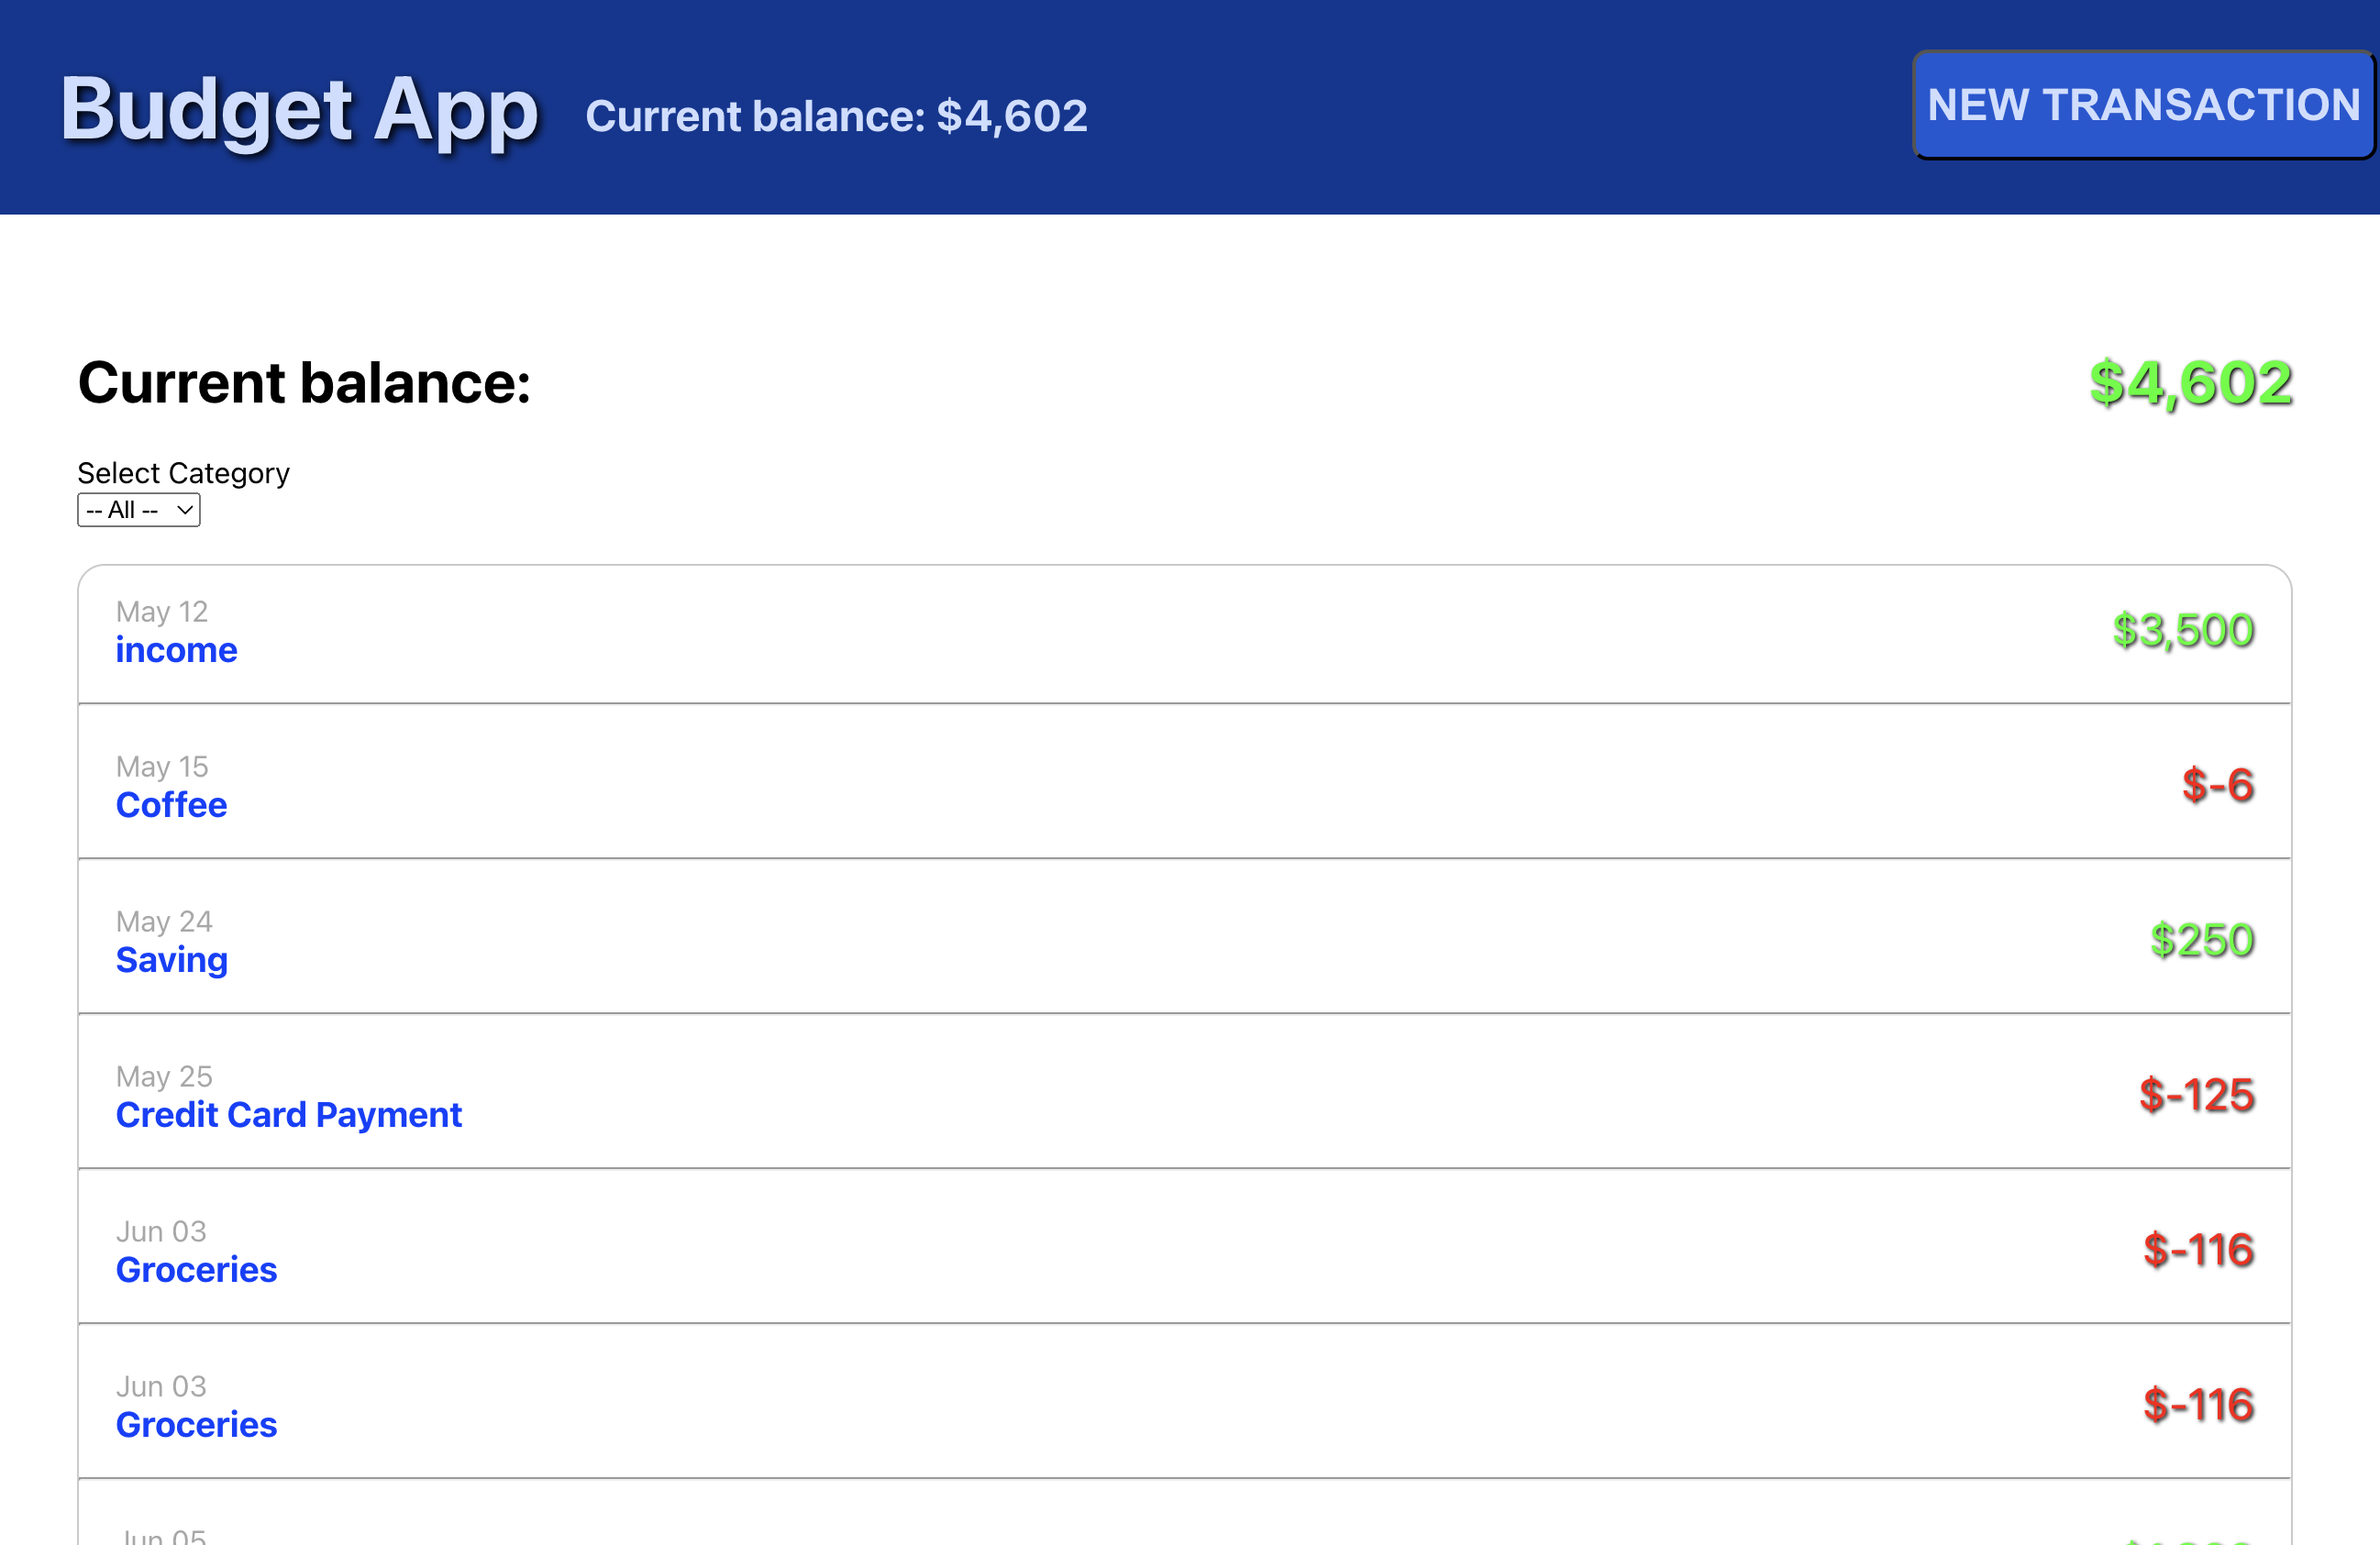 Budget App
Current balance: $4,602
NEW TRANSACTION
Current balance:
$4,602
Select Category
-- All --
May 12
income
$3,500
May 15
Coffee
$-6
May 24
Saving
$250
May 25
Credit Card Payment
$-125
Jun 03
Groceries
$-116
Jun 03
Groceries
$-116
Jun 05